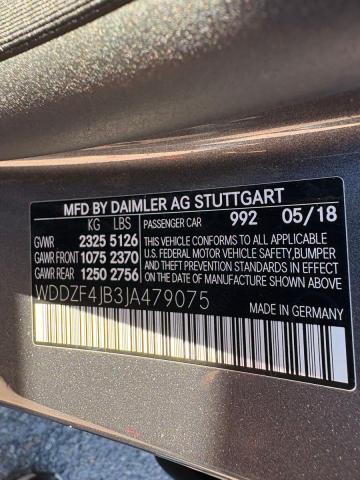 MFD BY DAIMLER AG STUTTGART
KG LBS PASSENGER CAR 992 05/18
GVWR 2325 5126 THIS VEHICLE CONFORMS TO ALL APPLICABLE
GAWR FRONT 1075 2370 U.S. FEDERAL MOTOR VEHICLE SAFETY, BUMPER
GAWR REAR 1250 2756 AND THEFT PREVENTION STANDARDS IN EFFECT
ON THE DATE OF MANUFACTURE SHOWN ABOVE.
WDDZF4JB3JA479075 MADE IN GERMANY